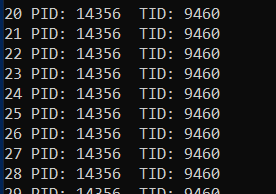 20 PID: 14356  TID: 9460
21 PID: 14356  TID: 9460
22 PID: 14356  TID: 9460
23 PID: 14356  TID: 9460
24 PID: 14356  TID: 9460
25 PID: 14356  TID: 9460
26 PID: 14356  TID: 9460
27 PID: 14356  TID: 9460
28 PID: 14356  TID: 9460